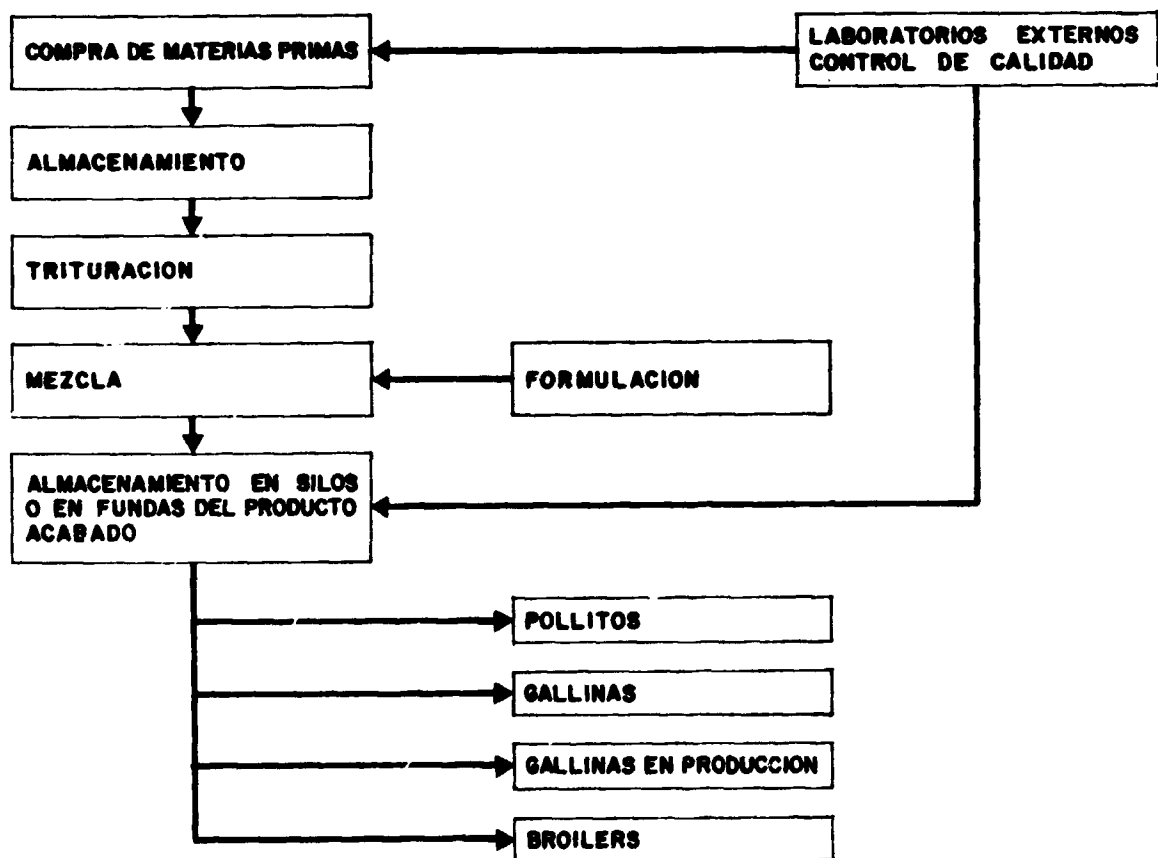 COMPRA DE MATERIAS PRIMAS
LABORATORIOS EXTERNOS
CONTROL DE CALIDAD
ALMACENAMIENTO
TRITURACION
MEZCLA
FORMULACION
ALMACENAMIENTO EN SILOS
O EN FUNDAS DEL PRODUCTO
ACABADO
POLLITOS
GALLINAS
GALLINAS EN PRODUCCION
BROILERS